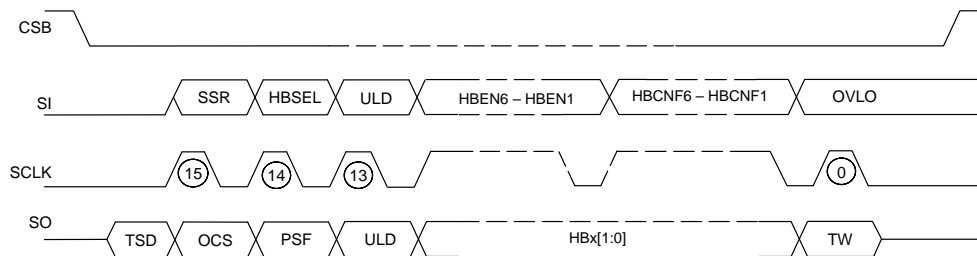 CSB
SI SSR HBSEL ULD HBEN6 – HBEN1 HBCNF6 – HBCNF1 OVLO
SCLK 15 14 13 0
SO
TSD OCS PSF ULD HBx[1:0] TW